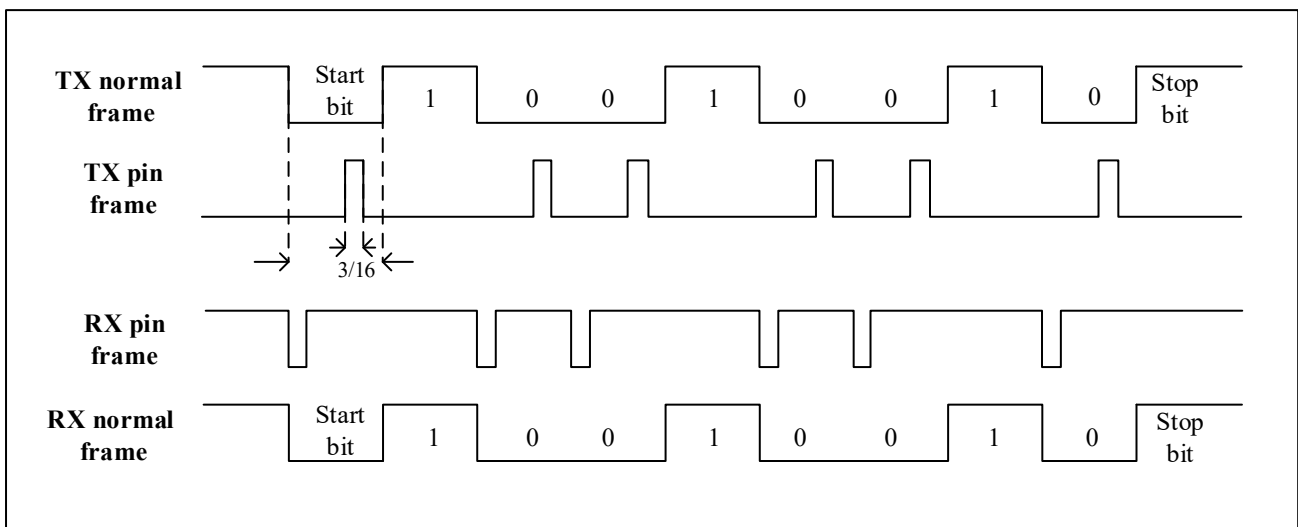 TX normal
frame
Start
bit
1 0 0 1 0 0 1 0
Stop
bit
TX pin
frame
3/16
RX pin
frame
RX normal
frame
Start
bit
1 0 0 1 0 0 1 0
Stop
bit